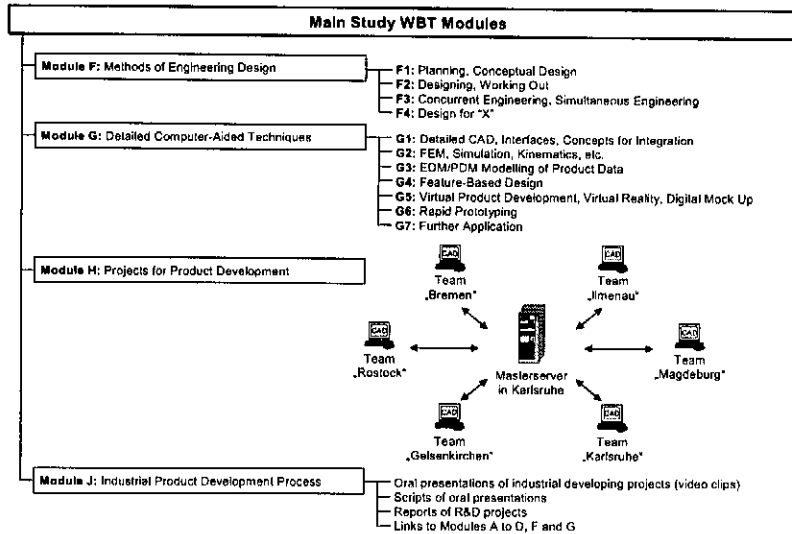 Main Study WBT Modules
Module F: Methods of Engineering Design
F1: Planning, Conceptual Design
F2: Designing, Working Out
F3: Concurrent Engineering, Simultaneous Engineering
F4: Design for "X"
Module G: Detailed Computer-Aided Techniques
G1: Detailed CAD, Interfaces, Concepts for Integration
G2: FEM, Simulation, Kinematics, etc.
G3: EDM/PDM Modelling of Product Data
G4: Feature-Based Design
G5: Virtual Product Development, Virtual Reality, Digital Mock Up
G6: Rapid Prototyping
G7: Further Application
Module H: Projects for Product Development
CAD
Team
„Bremen"
CAD
Team
„Ilmenau"
CAD
Team
„Rostock"
Masterserver
in Karlsruhe
CAD
Team
„Magdeburg"
CAD
Team
„Gelsenkirchen"
CAD
Team
„Karlsruhe"
Module J: Industrial Product Development Process
Oral presentations of industrial developing projects (video clips)
Scripts of oral presentations
Reports of R&D projects
Links to Modules A to D, F and G